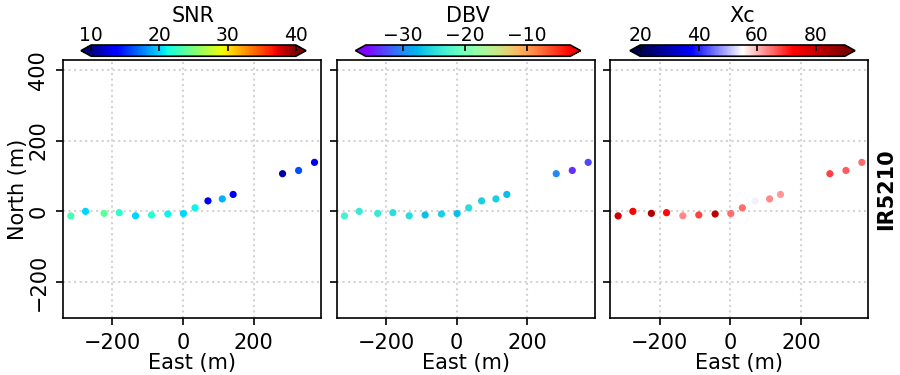 SNR DBV Xc
10 20 30 40 −30 −20 −10 20 40 60 80
400
200
0
−200
North (m)
−200 0 200 −200 0 200 −200 0 200
East (m) East (m) East (m)
IR5210